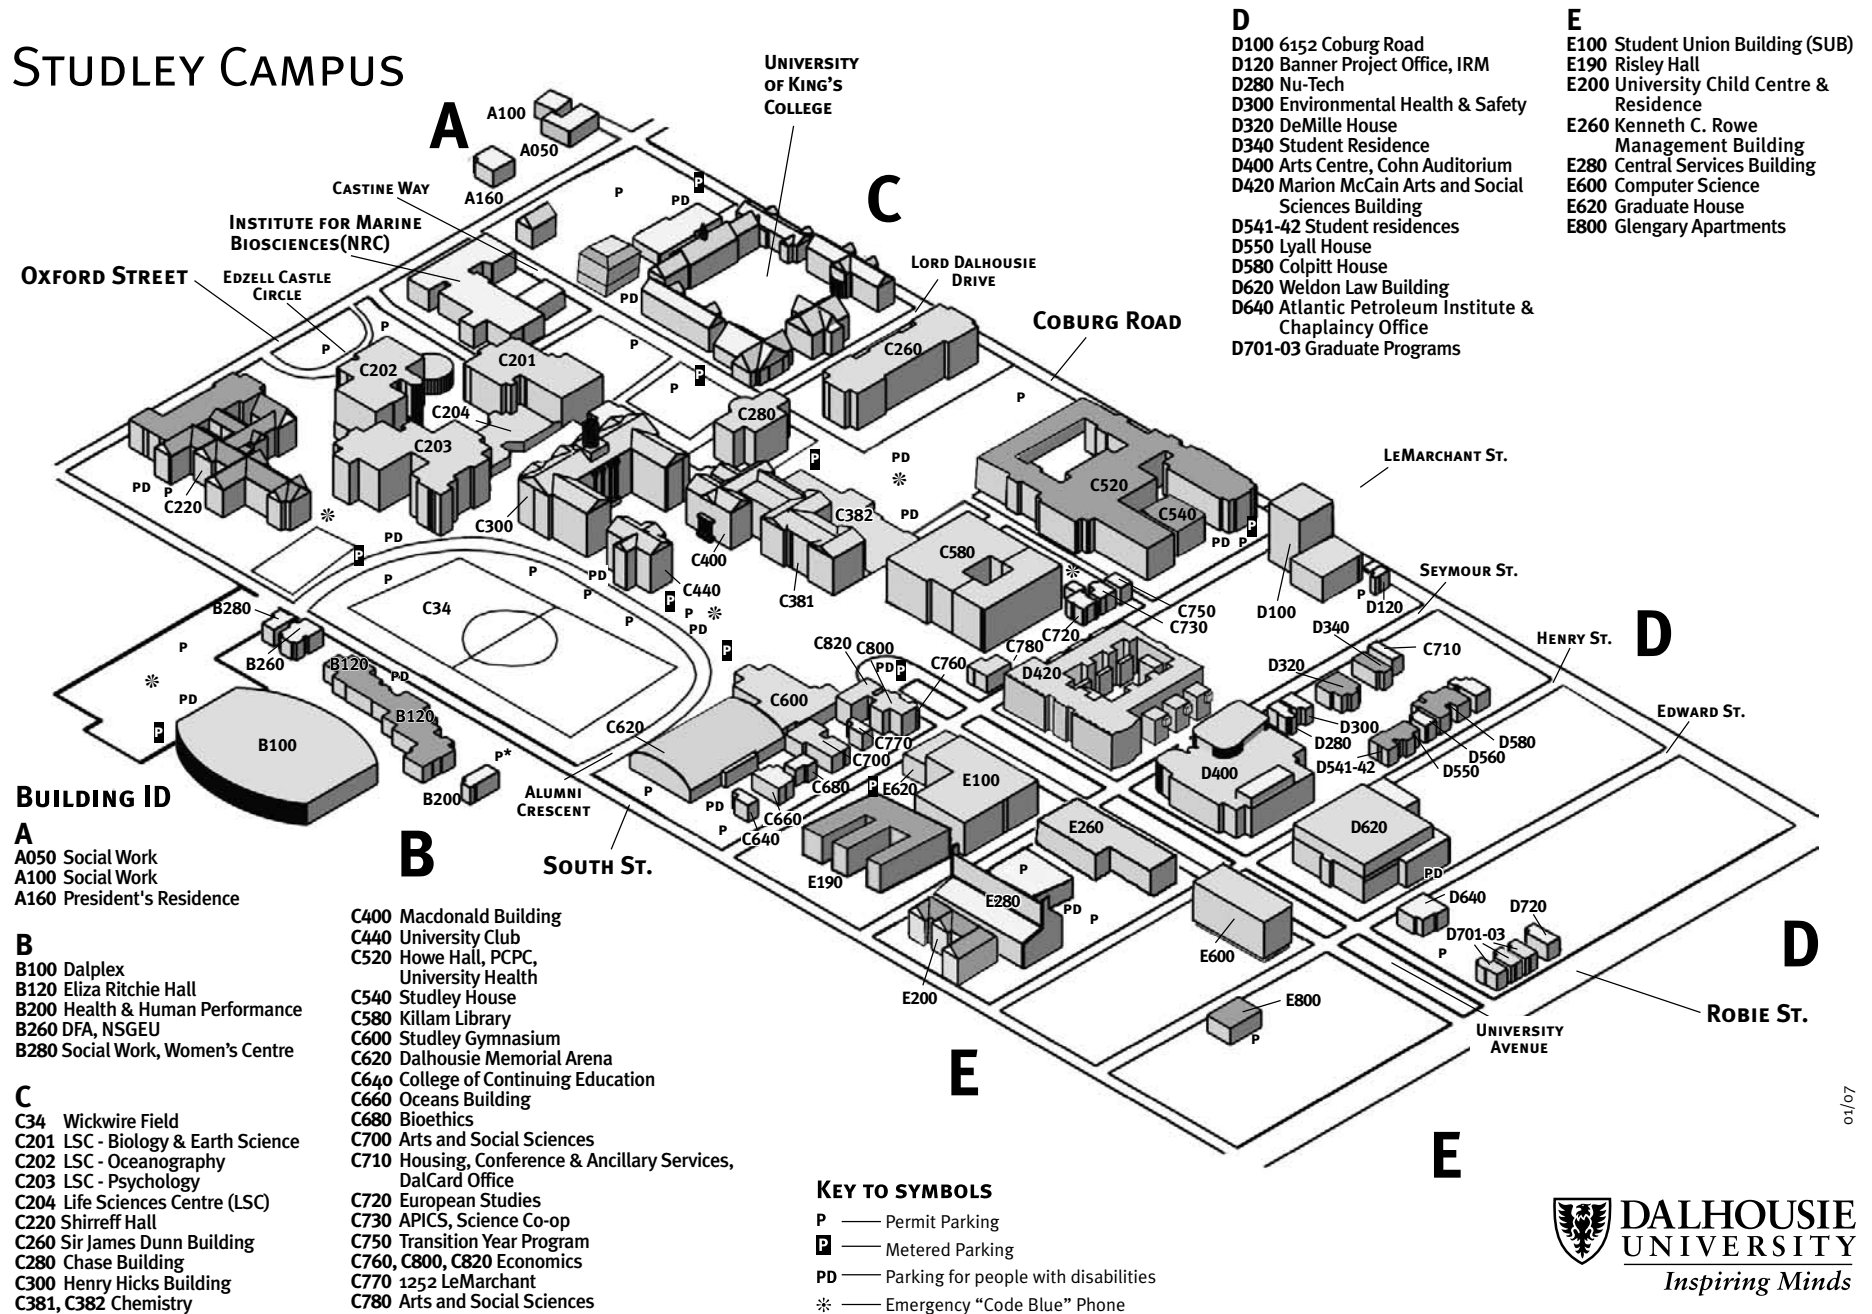 STUDLEY CAMPUS
A
A100
A050
A160
CASTINE WAY
INSTITUTE FOR MARINE
BIOSCIENCES(NRC)
OXFORD STREET
EDZELL CASTLE
CIRCLE
UNIVERSITY
OF KING'S
COLLEGE
C
P
P
PD
PD
LORD DALHOUSIE
DRIVE
COBURG ROAD
LEMARCHANT ST.
SEYMOUR ST.
HENRY ST.
EDWARD ST.
D
D
ROBIE ST.
UNIVERSITY
AVENUE
E
E
B
SOUTH ST.
ALUMNI
CRESCENT
P
P
P
P
P
P
C202
C201
C204
C203
C260
C280
C220
PD
P
C300
PD
P
PD
PD
C382
C400
C381
C440
PD
P
P
P
P
P
PD
P
P
C34
C520
C540
C580
PD
P
P
C720
C730
C750
D100
P
D120
D340
C710
D320
D300
D280
D541-42
D550
D560
D580
B280
B260
P
PD
P
B120
PD
B120
B100
P*
B200
C820
C800
PD
P
C760
C780
D420
C600
C620
C770
C700
C680
C660
C640
P
PD
P
P
E620
E100
D400
E260
D620
PD
E190
P
E280
PD
P
E200
E600
D640
D720
D701-03
P
E800
P
D
D100 6152 Coburg Road
D120 Banner Project Office, IRM
D280 Nu-Tech
D300 Environmental Health & Safety
D320 DeMille House
D340 Student Residence
D400 Arts Centre, Cohn Auditorium
D420 Marion McCain Arts and Social
Sciences Building
D541-42 Student residences
D550 Lyall House
D580 Colpitt House
D620 Weldon Law Building
D640 Atlantic Petroleum Institute &
Chaplaincy Office
D701-03 Graduate Programs
E
E100 Student Union Building (SUB)
E190 Risley Hall
E200 University Child Centre &
Residence
E260 Kenneth C. Rowe
Management Building
E280 Central Services Building
E600 Computer Science
E620 Graduate House
E800 Glengary Apartments
BUILDING ID
A
A050 Social Work
A100 Social Work
A160 President's Residence
B
B100 Dalplex
B120 Eliza Ritchie Hall
B200 Health & Human Performance
B260 DFA, NSGEU
B280 Social Work, Women's Centre
C
C34 Wickwire Field
C201 LSC - Biology & Earth Science
C202 LSC - Oceanography
C203 LSC - Psychology
C204 Life Sciences Centre (LSC)
C220 Shirreff Hall
C260 Sir James Dunn Building
C280 Chase Building
C300 Henry Hicks Building
C381, C382 Chemistry
C400 Macdonald Building
C440 University Club
C520 Howe Hall, PCPC,
University Health
C540 Studley House
C580 Killam Library
C600 Studley Gymnasium
C620 Dalhousie Memorial Arena
C640 College of Continuing Education
C660 Oceans Building
C680 Bioethics
C700 Arts and Social Sciences
C710 Housing, Conference & Ancillary Services,
DalCard Office
C720 European Studies
C730 APICS, Science Co-op
C750 Transition Year Program
C760, C800, C820 Economics
C770 1252 LeMarchant
C780 Arts and Social Sciences
KEY TO SYMBOLS
P Permit Parking
P Metered Parking
PD Parking for people with disabilities
Emergency “Code Blue” Phone
01/07
DALHOUSIE
UNIVERSITY
Inspiring Minds